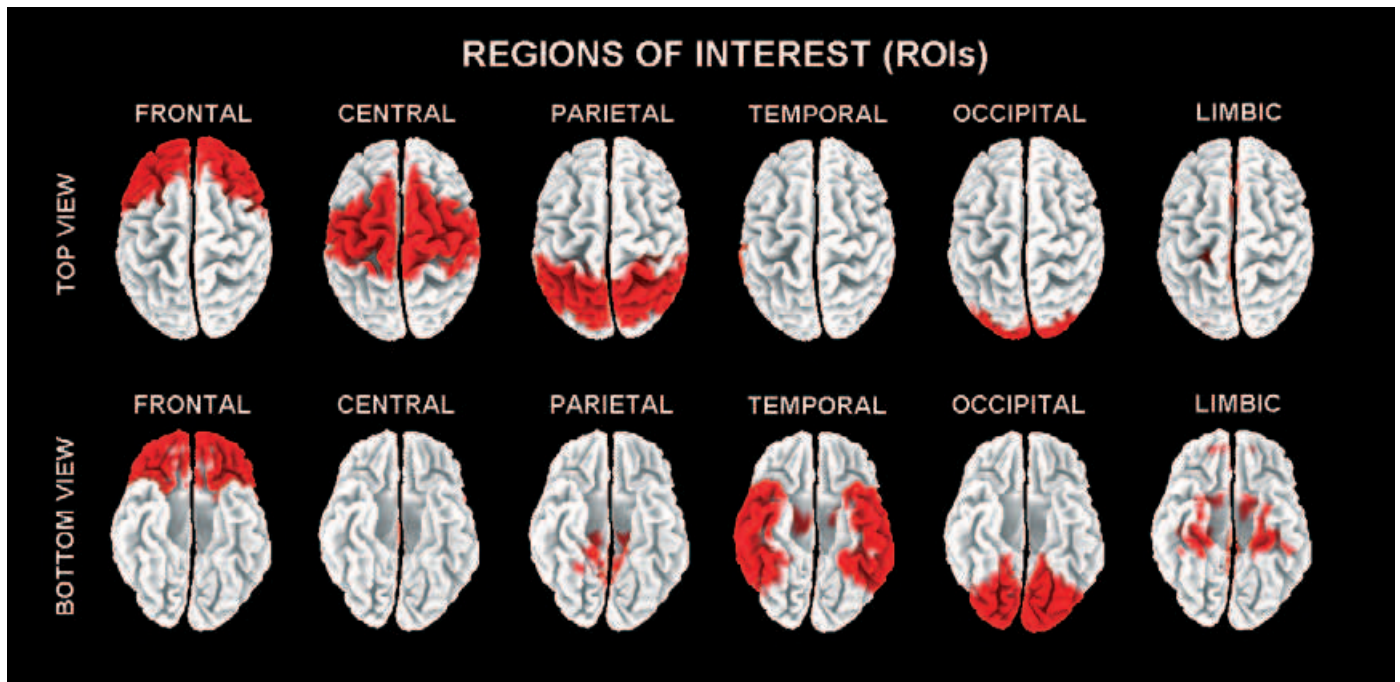 REGIONS OF INTEREST (ROIs)
FRONTAL CENTRAL PARIETAL TEMPORAL OCCIPITAL LIMBIC
TOP VIEW
FRONTAL CENTRAL PARIETAL TEMPORAL OCCIPITAL LIMBIC
BOTTOM VIEW